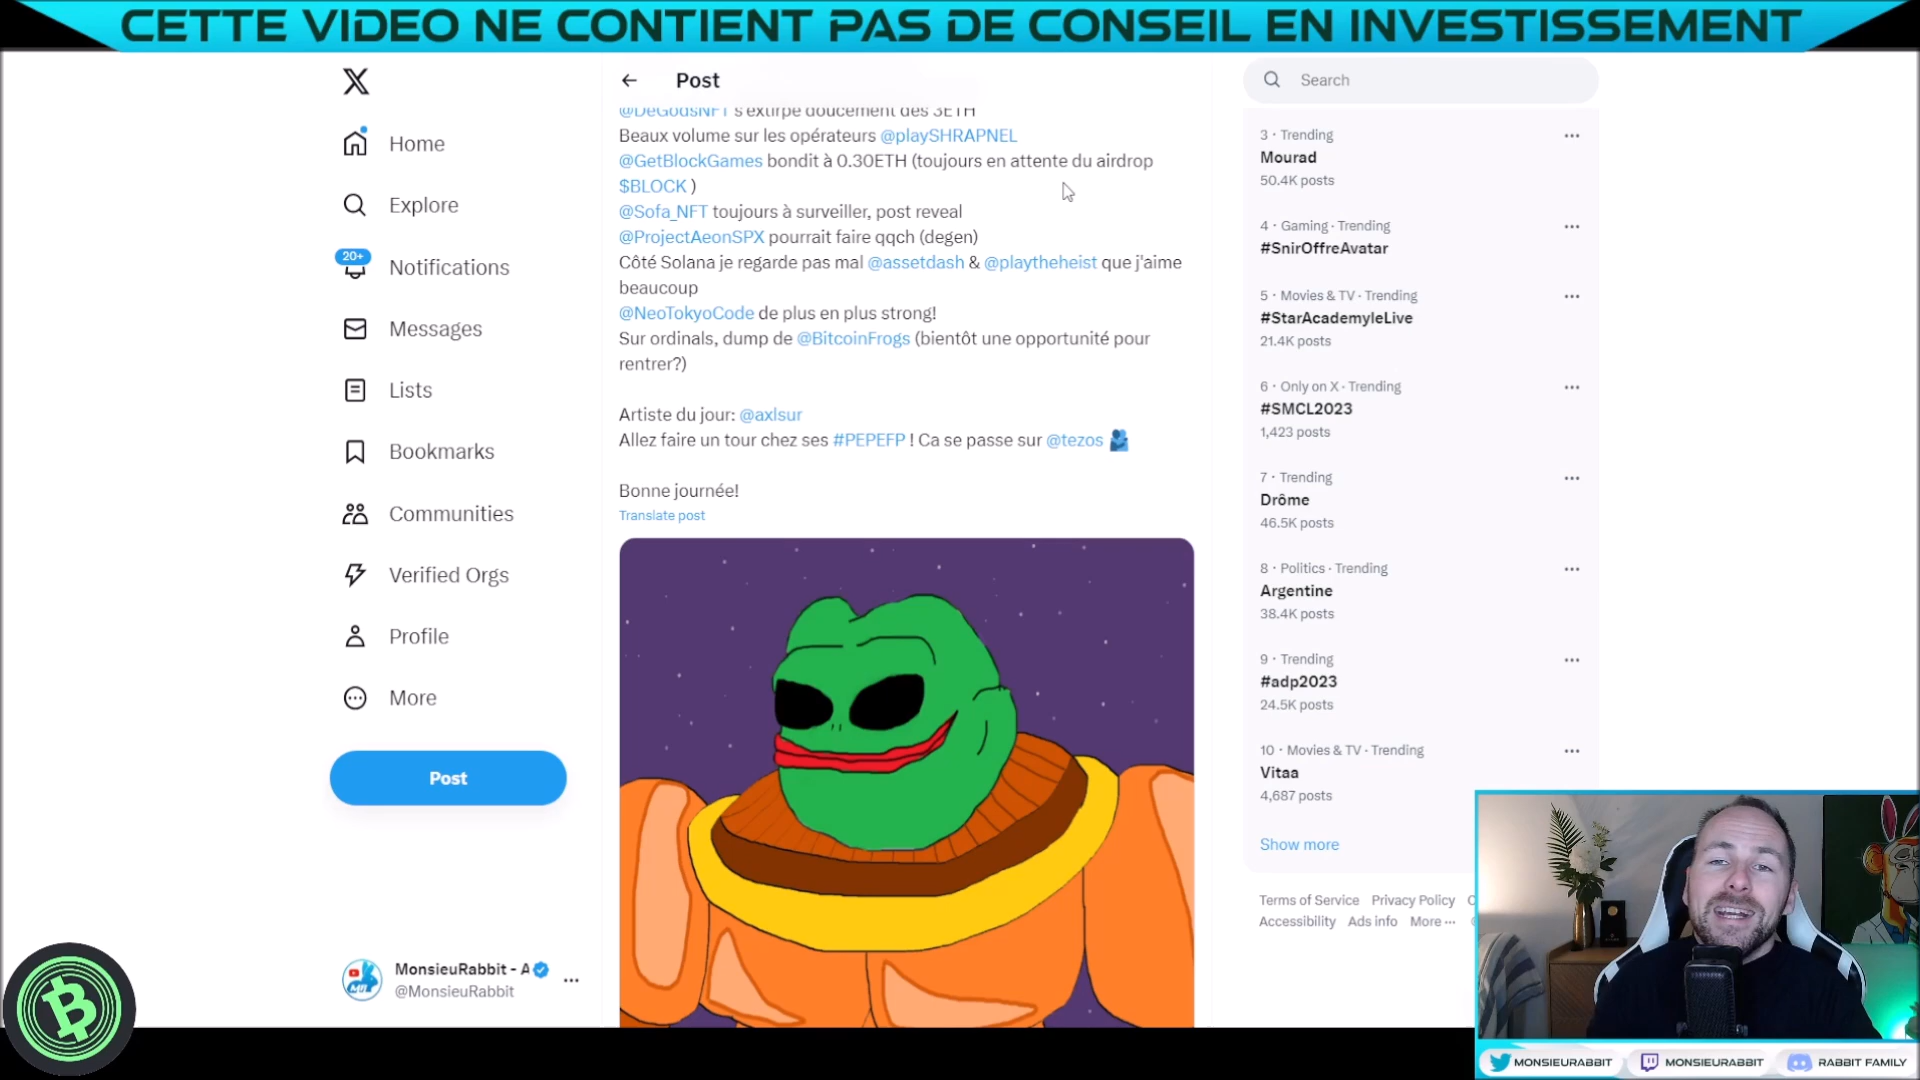 CETTE VIDEO NE CONTIENT PAS DE CONSEIL EN INVESTISSEMENT
X
Home
Explore
20+
Notifications
Messages
Lists
Bookmarks
Communities
Verified Orgs
Profile
More
Post
MonsieuRabbit - A
@MonsieuRabbit
Post
@DeGodsNFT s'extirpe doucement des 3ETH
Beaux volume sur les opérateurs @playSHRAPNEL
@GetBlockGames bondit à 0.30ETH (toujours en attente du airdrop
$BLOCK )
@Sofa_NFT toujours à surveiller, post reveal
@ProjectAeonSPX pourrait faire qqch (degen)
Côté Solana je regarde pas mal @assetdash & @playtheheist que j'aime
beaucoup
@NeoTokyoCode de plus en plus strong!
Sur ordinals, dump de @BitcoinFrogs (bientôt une opportunité pour
rentrer?)
Artiste du jour: @axlsur
Allez faire un tour chez ses #PEPEFP ! Ca se passe sur @tezos
Bonne journée!
Translate post
Search
3 · Trending
Mourad
50.4K posts
4 · Gaming · Trending
#SnirOffreAvatar
5 · Movies & TV · Trending
#StarAcademyleLive
21.4K posts
6 · Only on X · Trending
#SMCL2023
1,423 posts
7 · Trending
Drôme
46.5K posts
8 · Politics · Trending
Argentine
38.4K posts
9 · Trending
#adp2023
24.5K posts
10 · Movies & TV · Trending
Vitaa
4,687 posts
Show more
Terms of Service Privacy Policy C
Accessibility Ads info More ···
MONSIEURABBIT MONSIEURABBIT RABBIT FAMILY